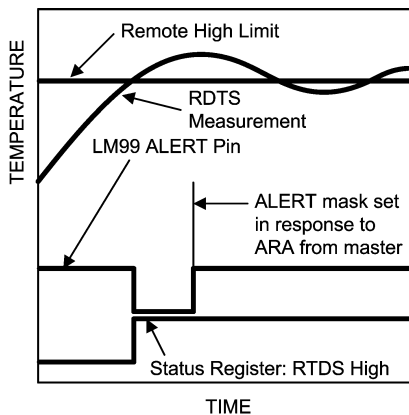 Remote High Limit
RDTS
Measurement
LM99 ALERT Pin
ALERT mask set
in response to
ARA from master
Status Register: RTDS High
TEMPERATURE
TIME